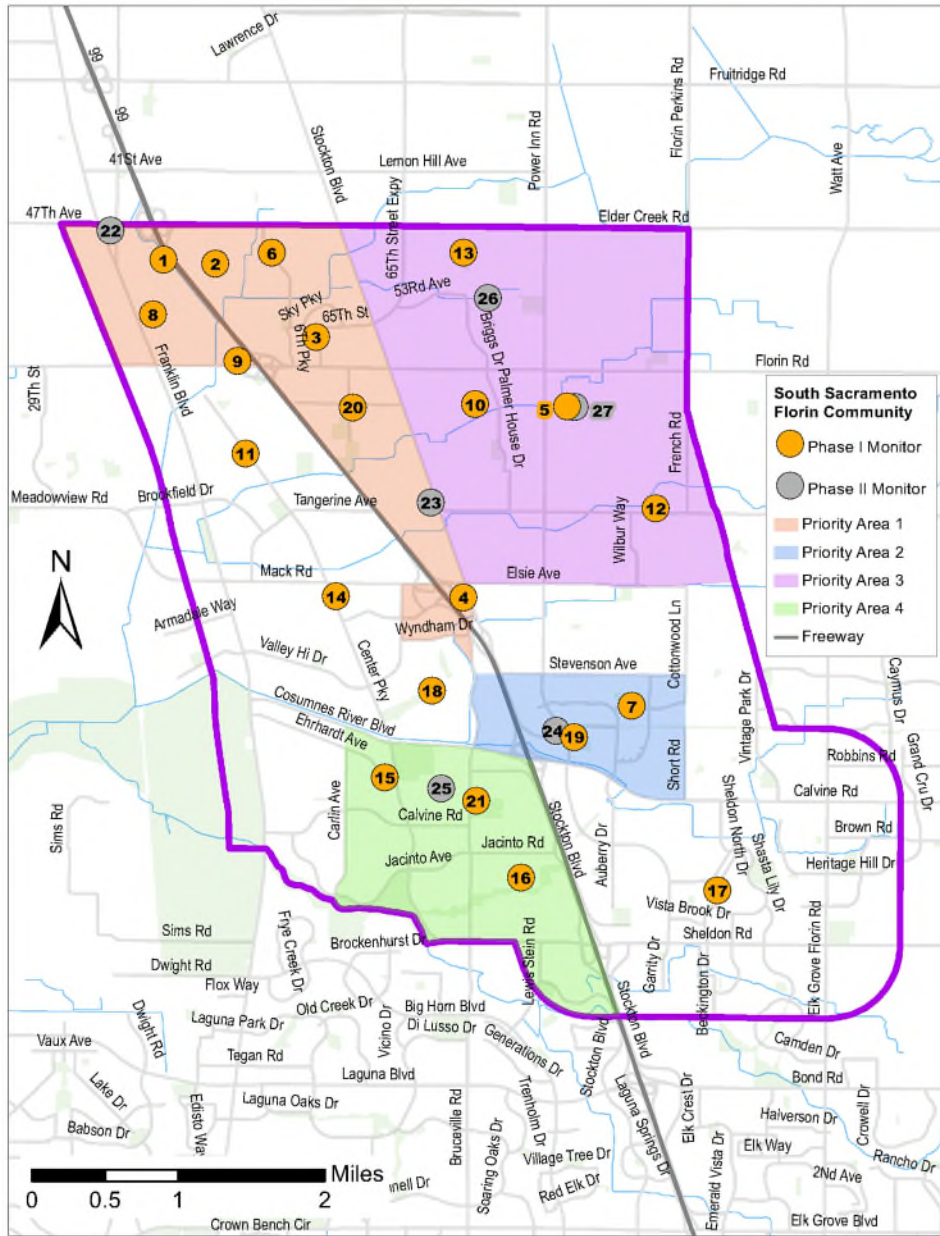 Lawrence Dr
99
Fruitridge Rd
99
Stockton Blvd
Power Inn Rd
Florin Perkins Rd
Watt Ave
41St Ave
Lemon Hill Ave
47Th Ave
65Th Street Expy
Elder Creek Rd
22
1
2
6
13
53Rd Ave
26
Sky Pky
65Th St
6Th Pky
8
3
Briggs Dr
Palmer House Dr
9
Florin Rd
29Th St
Franklin Blvd
20
10
5
27
French Rd
11
Meadowview Rd
Brookfield Dr
Tangerine Ave
23
12
Wilbur Way
Mack Rd
Elsie Ave
N
14
4
Armadale Way
Wyndham Dr
Valley Hi Dr
Center Pky
Stevenson Ave
Cottonwood Ln
18
7
Cosumnes River Blvd
Ehrhardt Ave
24
19
Short Rd
Vintage Park Dr
Caymus Dr
Grand Cru Dr
Robbins Rd
15
25
21
Calvine Rd
Calvine Rd
Carlin Ave
Stockton Blvd
Auberry Dr
Sheldon North Dr
Shasta Lily Dr
Brown Rd
Heritage Hill Dr
Sims Rd
Jacinto Ave
Jacinto Rd
16
17
Vista Brook Dr
Sheldon Rd
Sims Rd
Frye Creek Dr
Brockenhurst Dr
Lewis Stein Rd
Garrity Dr
Beckington Dr
Elk Grove Florin Rd
Dwight Rd
Flox Way
Old Creek Dr
Big Horn Blvd
Laguna Park Dr
Di Lusso Dr
Generations Dr
Stockton Blvd
Stockton Blvd
Camden Dr
Dwight Rd
Vicino Dr
Vaux Ave
Tegan Rd
Laguna Blvd
Bond Rd
Lake Dr
Babson Dr
Edisto Wa
Laguna Oaks Dr
Bruceville Rd
Soaring Oaks Dr
Trenholm Dr
Laguna Springs Dr
Elk Crest Dr
Halverson Dr
Crowell Dr
Rancho Dr
Village Tree Dr
Red Elk Dr
Emerald Vista Dr
Elk Way
2Nd Ave
nell Dr
Crown Bench Cir
Elk Grove Blvd
Miles
0 0.5 1 2
South Sacramento
Florin Community
Phase I Monitor
Phase II Monitor
Priority Area 1
Priority Area 2
Priority Area 3
Priority Area 4
Freeway